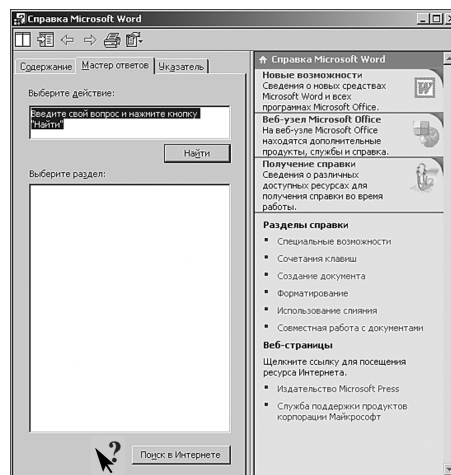 Справка Microsoft Word
Содержание
Мастер ответов
Указатель
Выберите действие:
Введите свой вопрос и нажмите кнопку
"Найти"
Найти
Выберите раздел:
Поиск в Интернете
Справка Microsoft Word
Новые возможности
Сведения о новых средствах
Microsoft Word и всех
программах Microsoft Office.
Веб-узел Microsoft Office
На веб-узле Microsoft Office
находятся дополнительные
продукты, службы и справка.
Получение справки
Сведения о различных
доступных ресурсах для
получения справки во время
работы.
Разделы справки
Специальные возможности
Сочетания клавиш
Создание документа
Форматирование
Использование слияния
Совместная работа с документами
Веб-страницы
Щелкните ссылку для посещения
ресурса Интернета.
Издательство Microsoft Press
Служба поддержки продуктов
корпорации Майкрософт